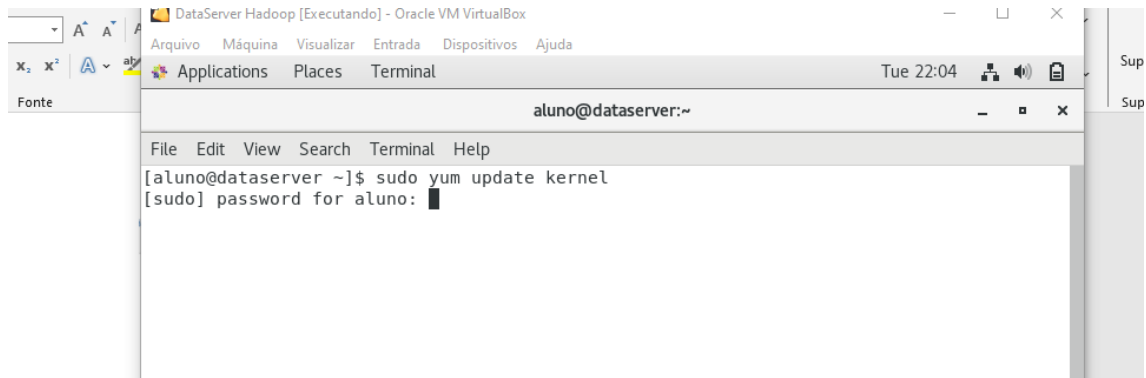 DataServer Hadoop [Executando] - Oracle VM VirtualBox
Arquivo Máquina Visualizar Entrada Dispositivos Ajuda
Applications Places Terminal Tue 22:04
aluno@dataserver:~
File Edit View Search Terminal Help
[aluno@dataserver ~]$ sudo yum update kernel
[sudo] password for aluno:
A A
x₂ x² A ab
Fonte
Sup
Sup